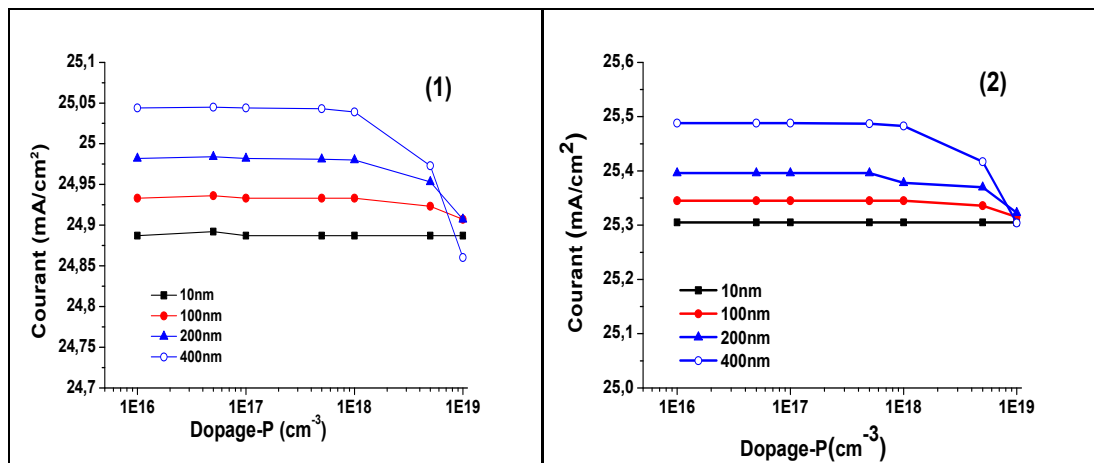 (1)
25,1
25,05
25
24,95
24,9
24,85
24,8
24,75
24,7
Courant (mA/cm²)
10nm
100nm
200nm
400nm
1E16 1E17 1E18 1E19
Dopage-P (cm⁻³)
(2)
25,6
25,5
25,4
25,3
25,2
25,1
25,0
Courant (mA/cm²)
10nm
100nm
200nm
400nm
1E16 1E17 1E18 1E19
Dopage-P(cm⁻³)